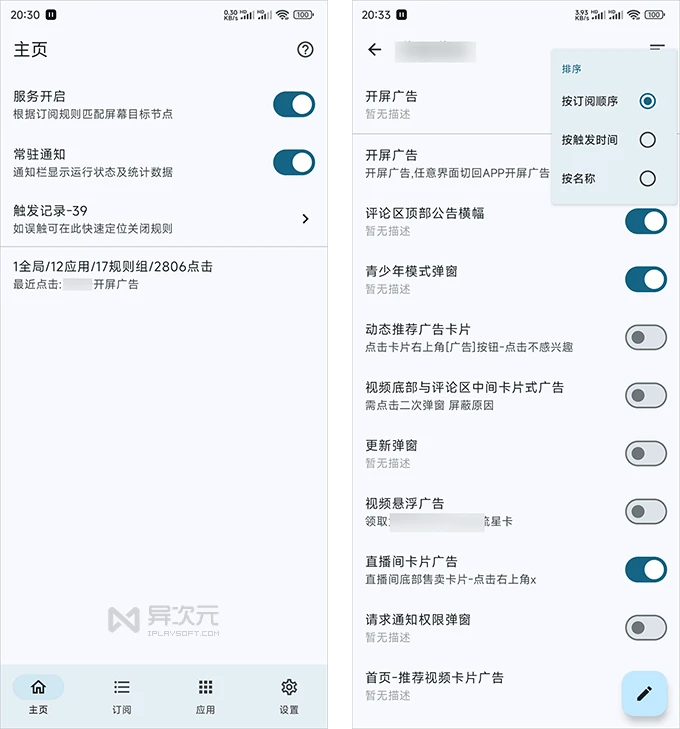 20:30
0.30 KB/s HD HD 100
主页
服务开启
根据订阅规则匹配屏幕目标节点
常驻通知
通知栏显示运行状态及统计数据
触发记录-39
如误触可在此快速定位关闭规则
1全局/12应用/17规则组/2806点击
最近点击:开屏广告
异次元
IPLAYSOFT.COM
主页
订阅
应用
设置
20:33
3.93 KB/s HD HD 100
排序
按订阅顺序
按触发时间
按名称
开屏广告
暂无描述
开屏广告
开屏广告,任意界面切回APP开屏广告
评论区顶部公告横幅
暂无描述
青少年模式弹窗
暂无描述
动态推荐广告卡片
点击卡片右上角[广告]按钮-点击不感兴趣
视频底部与评论区中间卡片式广告
需点击二次弹窗 屏蔽原因
更新弹窗
暂无描述
视频悬浮广告
领取流星卡
直播间卡片广告
直播间底部售卖卡片-点击右上角x
请求通知权限弹窗
暂无描述
首页-推荐视频卡片广告
暂无描述